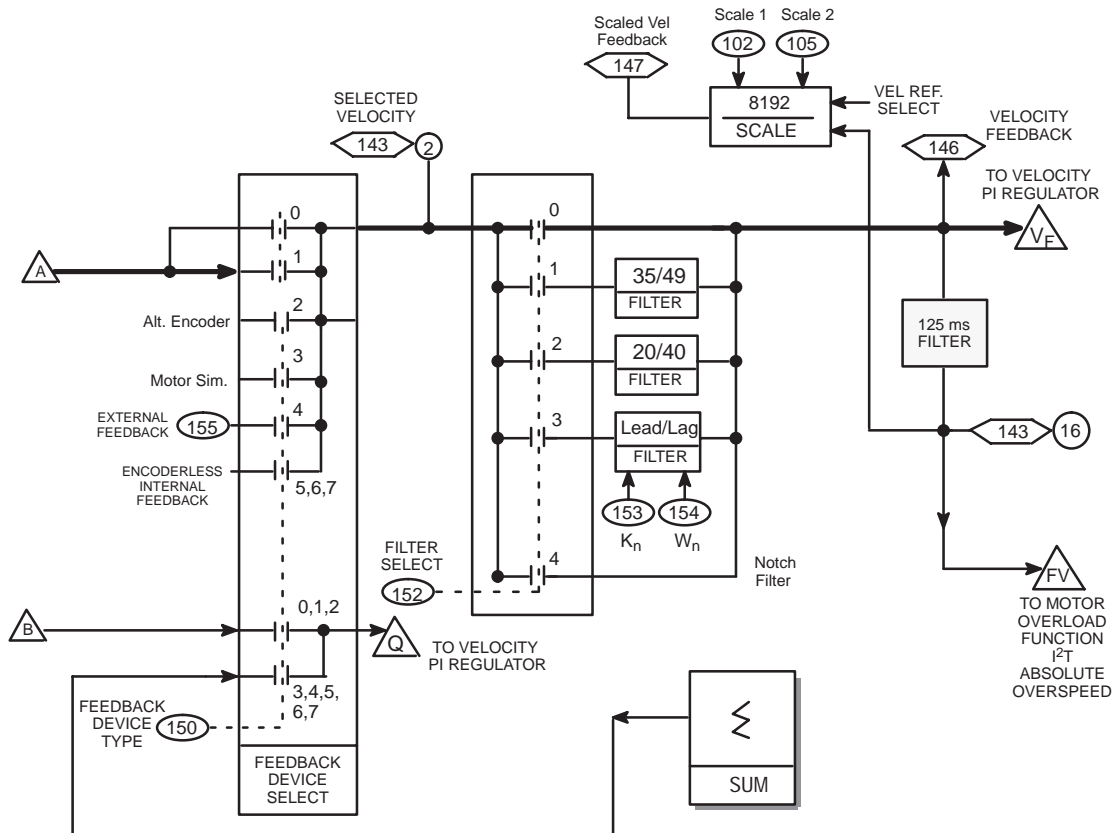 Scale 1
Scale 2
Scaled Vel
Feedback
102
105
147
8192
SCALE
VEL REF.
SELECT
SELECTED
VELOCITY
143
2
VELOCITY
FEEDBACK
146
TO VELOCITY
PI REGULATOR
VF
A
0
1
Alt. Encoder
2
Motor Sim.
3
EXTERNAL
FEEDBACK
155
4
ENCODERLESS
INTERNAL
FEEDBACK
5,6,7
0
1
35/49
FILTER
2
20/40
FILTER
3
Lead/Lag
FILTER
153
154
Kn
Wn
4
Notch
Filter
125 ms
FILTER
143
16
FILTER
SELECT
152
FV
TO MOTOR
OVERLOAD
FUNCTION
I2T
ABSOLUTE
OVERSPEED
B
0,1,2
Q
TO VELOCITY
PI REGULATOR
3,4,5,
6,7
FEEDBACK
DEVICE
TYPE
150
FEEDBACK
DEVICE
SELECT
SUM